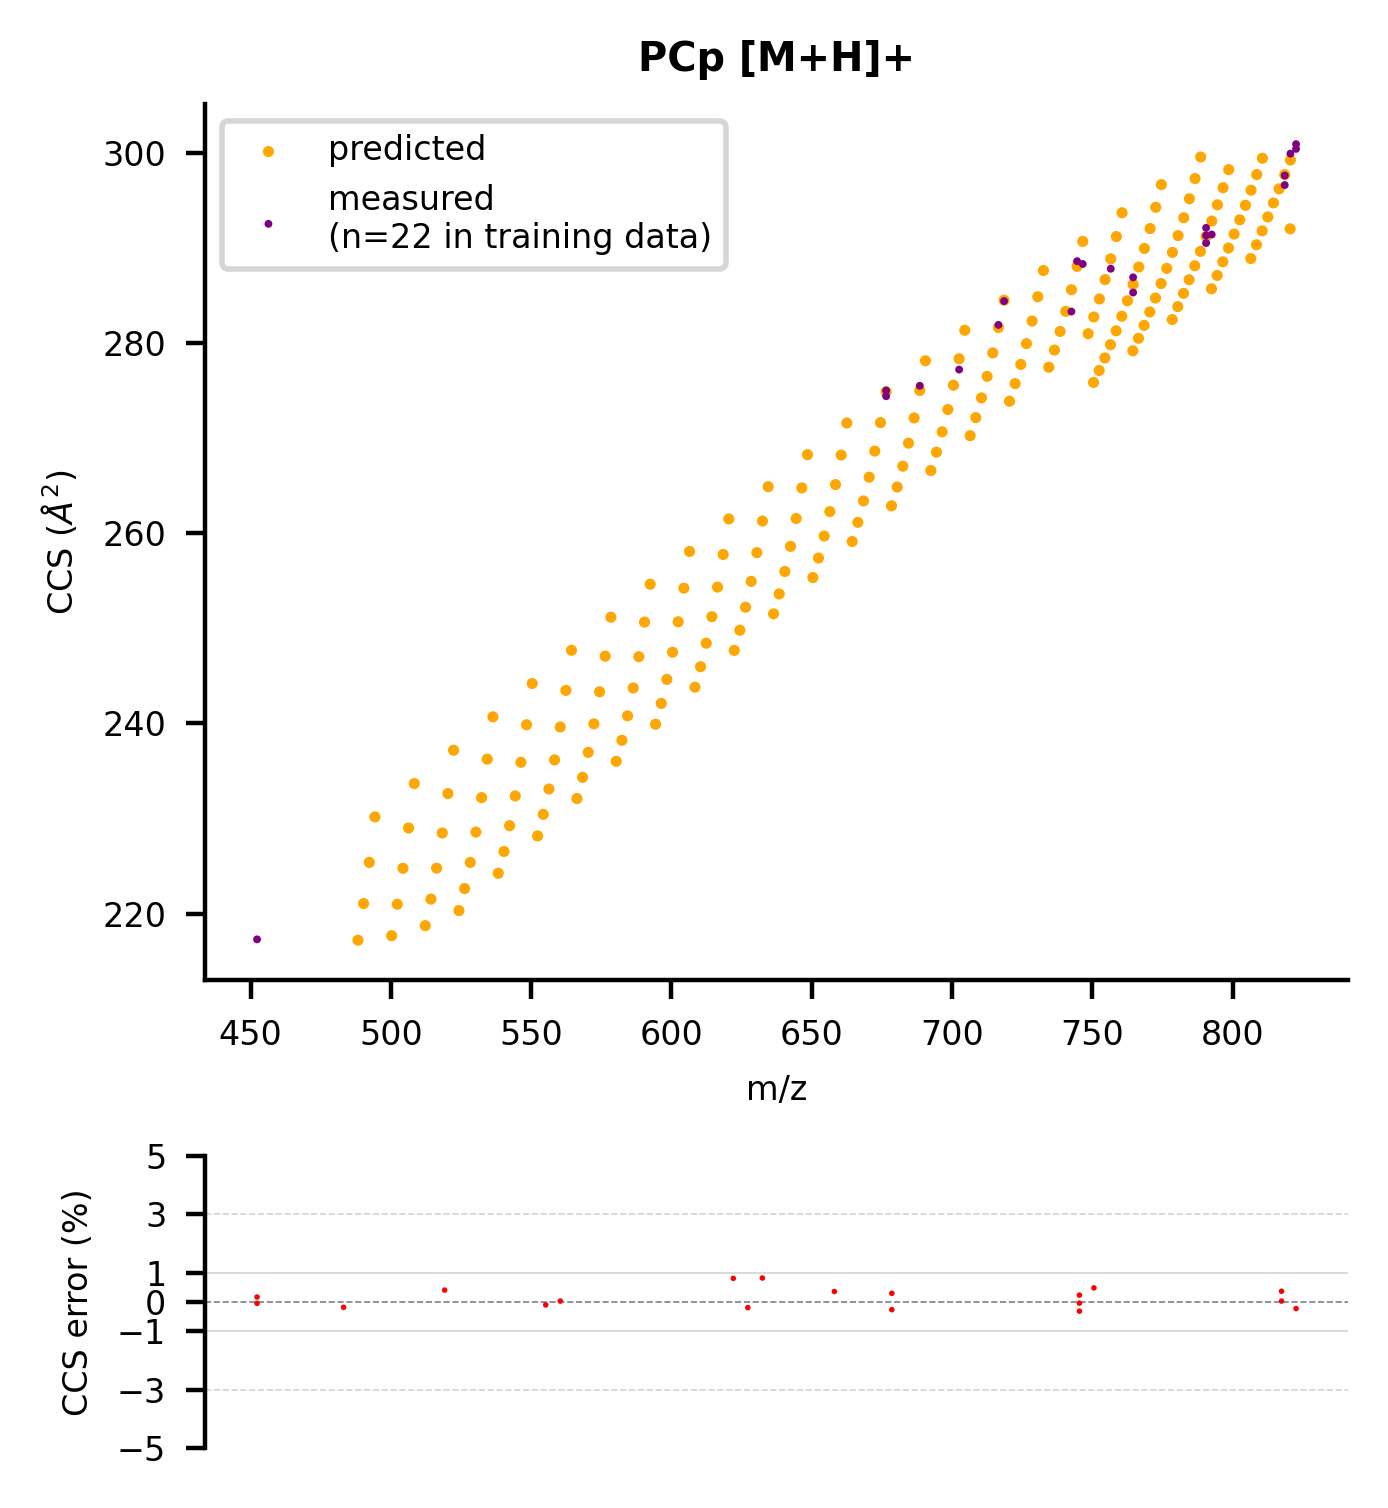 PCp [M+H]+
predicted
measured
(n=22 in training data)
300
280
260
240
220
CCS (Å²)
450 500 550 600 650 700 750 800
m/z
5
3
1
0
−1
−3
−5
CCS error (%)